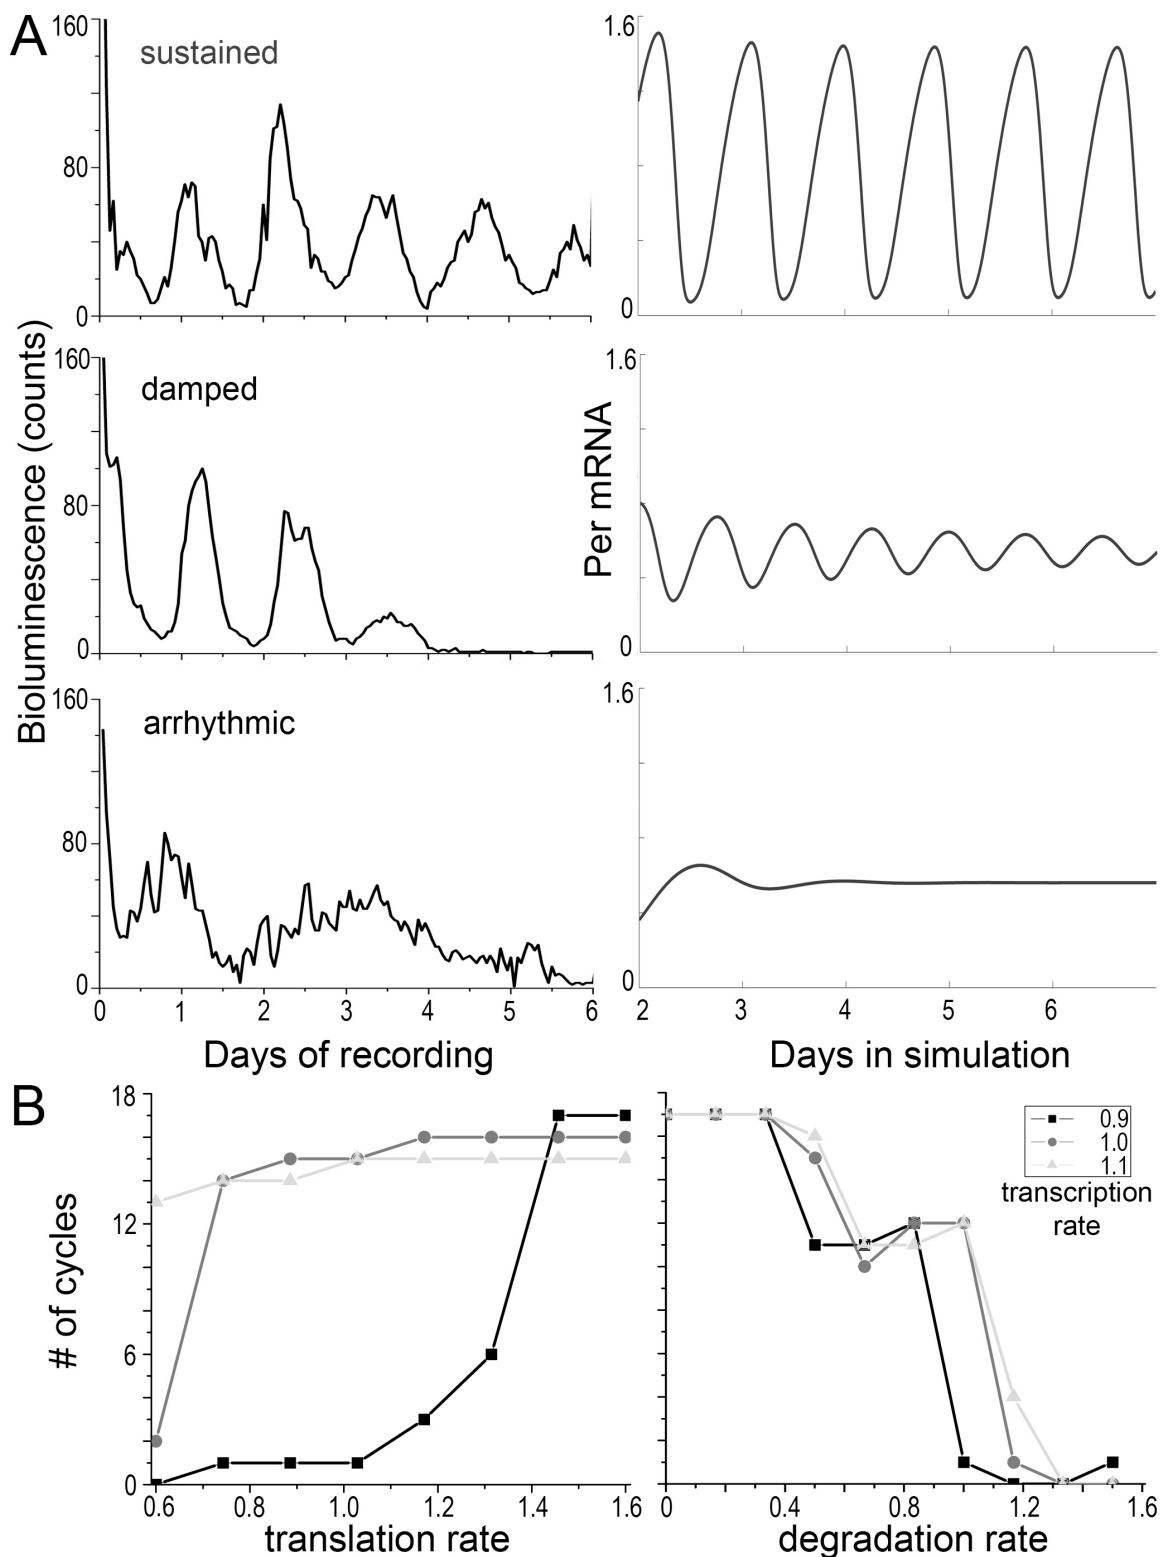 A
160
80
0
sustained
1.6
0
160
80
0
damped
1.6
0
160
80
0
arrhythmic
1.6
0
Bioluminescence (counts)
Per mRNA
0 1 2 3 4 5 6
2 3 4 5 6
Days of recording
Days in simulation
B
18
12
6
0
# of cycles
0.6 0.8 1.0 1.2 1.4 1.6
translation rate
0.9
1.0
1.1
transcription
rate
0 0.4 0.8 1.2 1.6
degradation rate